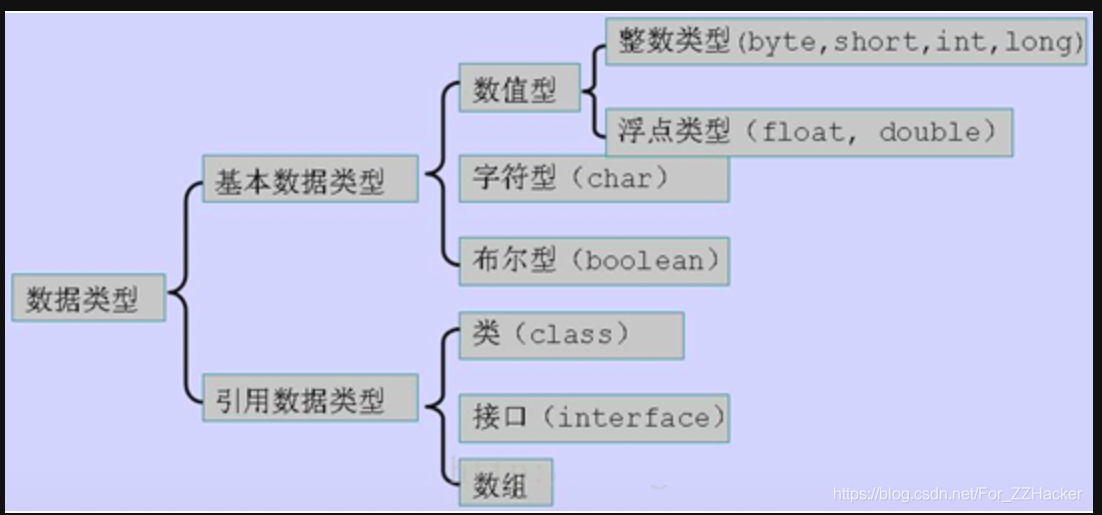 数据类型
基本数据类型
数值型
整数类型(byte,short,int,long)
浮点类型（float, double）
字符型（char）
布尔型（boolean）
引用数据类型
类（class）
接口（interface）
数组
https://blog.csdn.net/For_ZZHacker